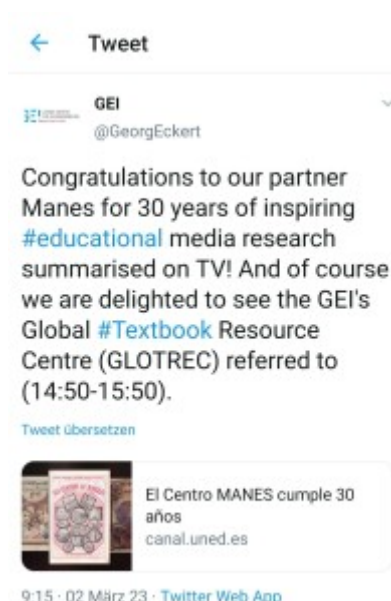 Tweet
GEI
@GeorgEckert
Congratulations to our partner
Manes for 30 years of inspiring
#educational media research
summarised on TV! And of course
we are delighted to see the GEI's
Global #Textbook Resource
Centre (GLOTREC) referred to
(14:50-15:50).
Tweet übersetzen
El Centro MANES cumple 30
años
canal.uned.es
9:15 · 02 März 23 · Twitter Web App